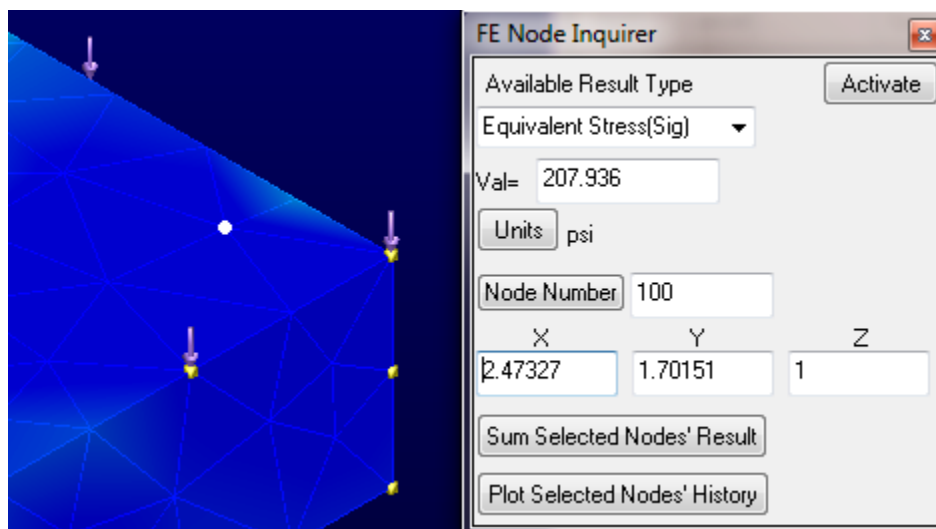 FE Node Inquirer
x
Available Result Type
Activate
Equivalent Stress(Sig)
Val= 207.936
Units psi
Node Number 100
X Y Z
2.47327 1.70151 1
Sum Selected Nodes' Result
Plot Selected Nodes' History